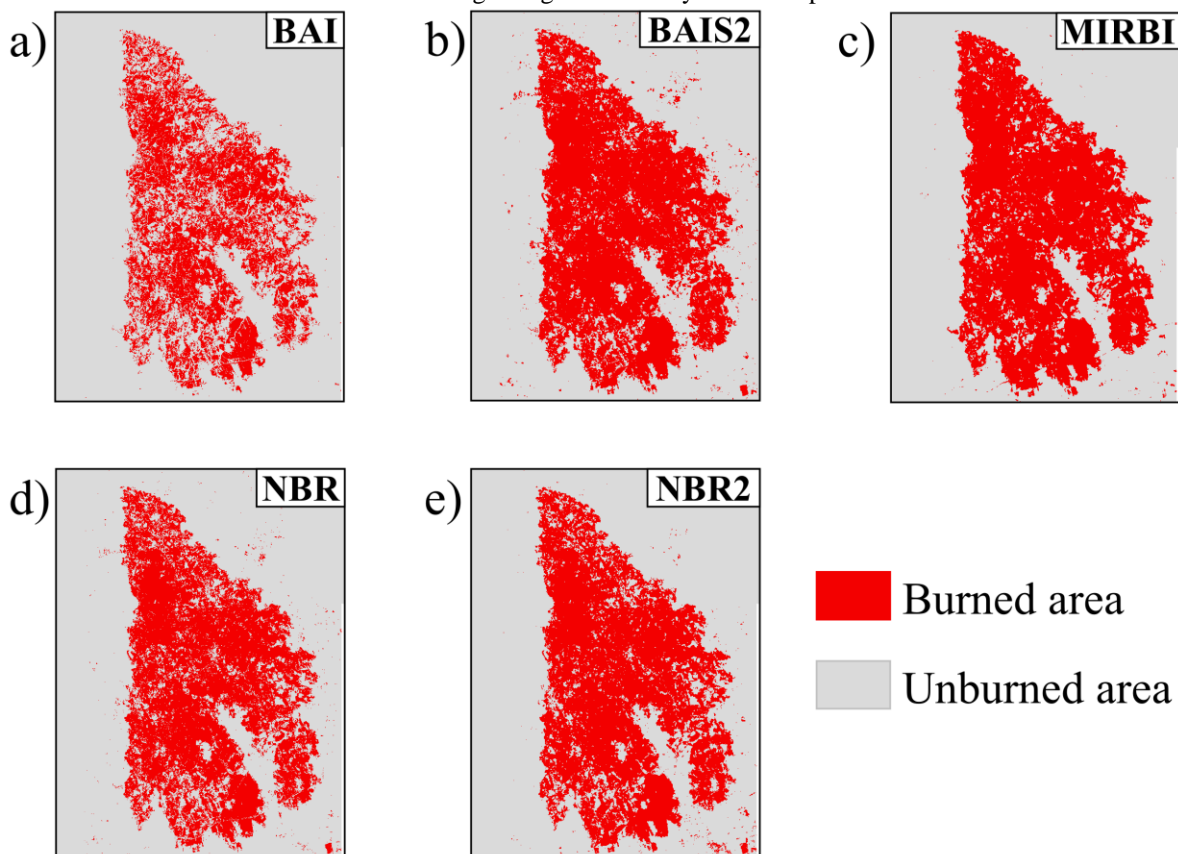 a) BAI
b) BAIS2
c) MIRBI
d) NBR
e) NBR2
Burned area
Unburned area